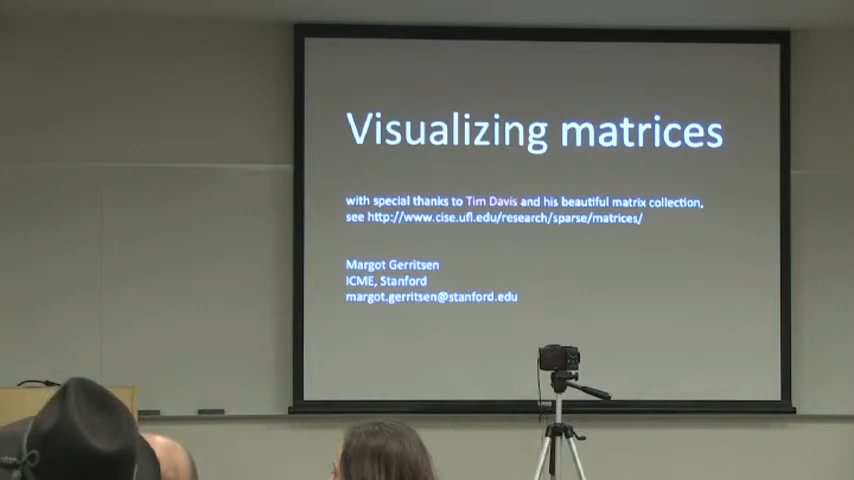 Visualizing matrices
with special thanks to Tim Davis and his beautiful matrix collection,
see http://www.cise.ufl.edu/research/sparse/matrices/
Margot Gerritsen
ICME, Stanford
margot.gerritsen@stanford.edu